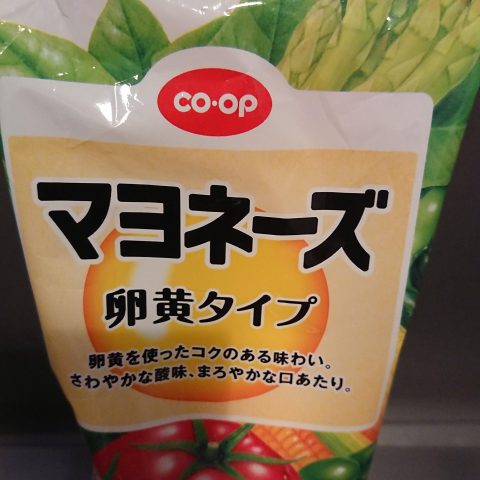 CO·OP
マヨネーズ
卵黄タイプ
卵黄を使ったコクのある味わい。
さわやかな酸味、まろやかな口あたり。